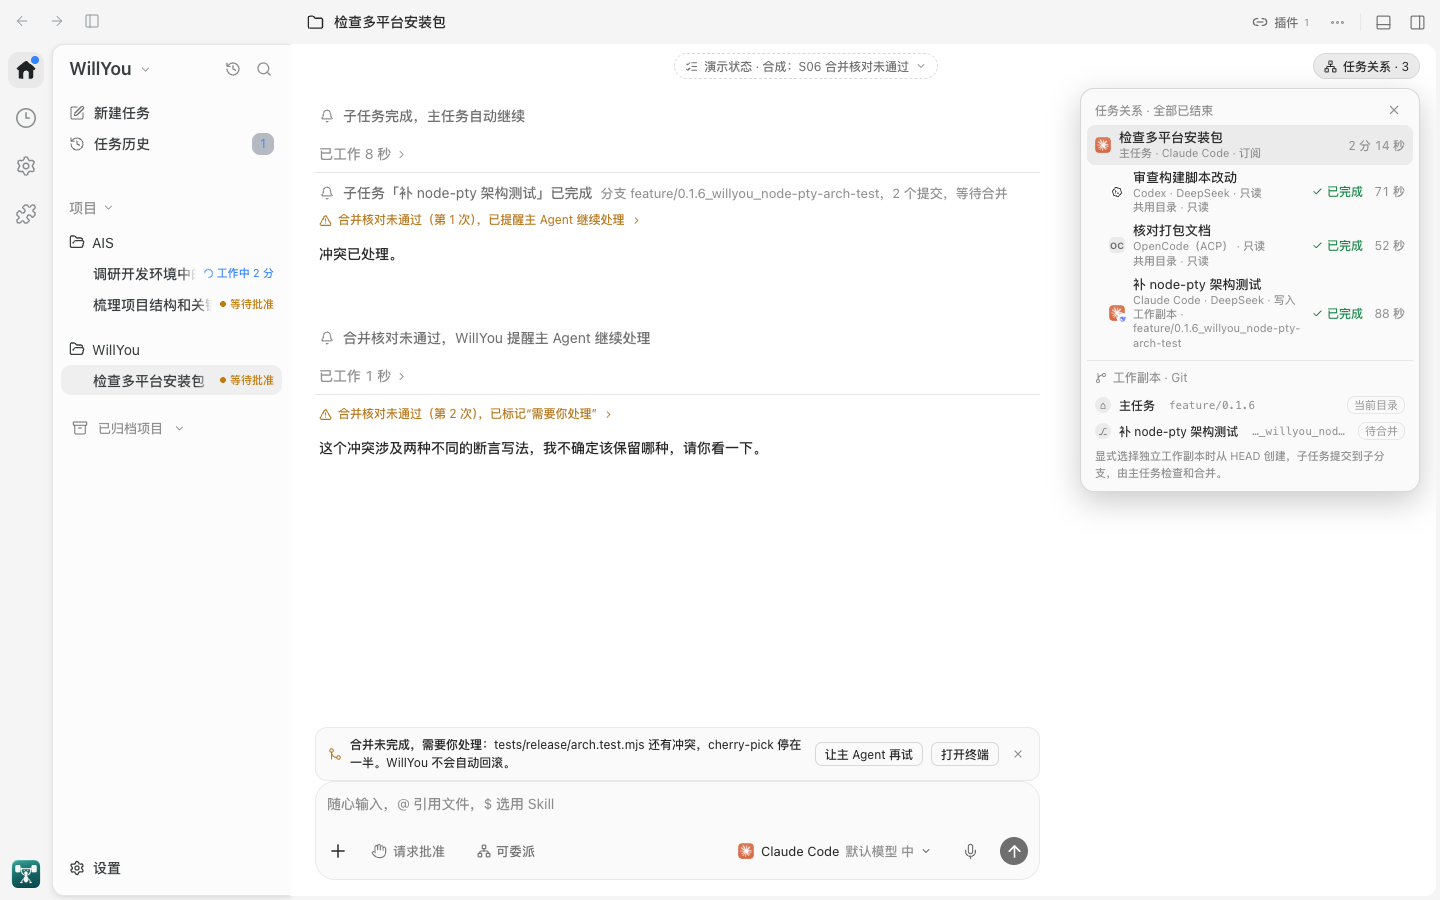 检查多平台安装包
插件 1
WillYou
新建任务
任务历史
1
项目
AIS
调研开发环境中
工作中 2 分
梳理项目结构和关
等待批准
WillYou
检查多平台安装包
等待批准
已归档项目
设置
演示状态 · 合成：S06 合并核对未通过
任务关系 · 3
子任务完成，主任务自动继续
已工作 8 秒
子任务「补 node-pty 架构测试」已完成 分支 feature/0.1.6_willyou_node-pty-arch-test，2 个提交，等待合并
合并核对未通过（第 1 次），已提醒主 Agent 继续处理
冲突已处理。
合并核对未通过，WillYou 提醒主 Agent 继续处理
已工作 1 秒
合并核对未通过（第 2 次），已标记“需要你处理”
这个冲突涉及两种不同的断言写法，我不确定该保留哪种，请你看一下。
合并未完成，需要你处理：tests/release/arch.test.mjs 还有冲突，cherry-pick 停在
一半。WillYou 不会自动回滚。
让主 Agent 再试
打开终端
随心输入，@ 引用文件，$ 选用 Skill
请求批准
可委派
Claude Code 默认模型 中
任务关系 · 全部已结束
检查多平台安装包
主任务 · Claude Code · 订阅
2 分 14 秒
审查构建脚本改动
Codex · DeepSeek · 只读
共用目录 · 只读
已完成 71 秒
OC
核对打包文档
OpenCode（ACP） · 只读
共用目录 · 只读
已完成 52 秒
补 node-pty 架构测试
Claude Code · DeepSeek · 写入
工作副本 ·
feature/0.1.6_willyou_node-pty-
arch-test
已完成 88 秒
工作副本 · Git
主任务 feature/0.1.6 当前目录
补 node-pty 架构测试 …_willyou_nod… 待合并
显式选择独立工作副本时从 HEAD 创建，子任务提交到子分
支，由主任务检查和合并。